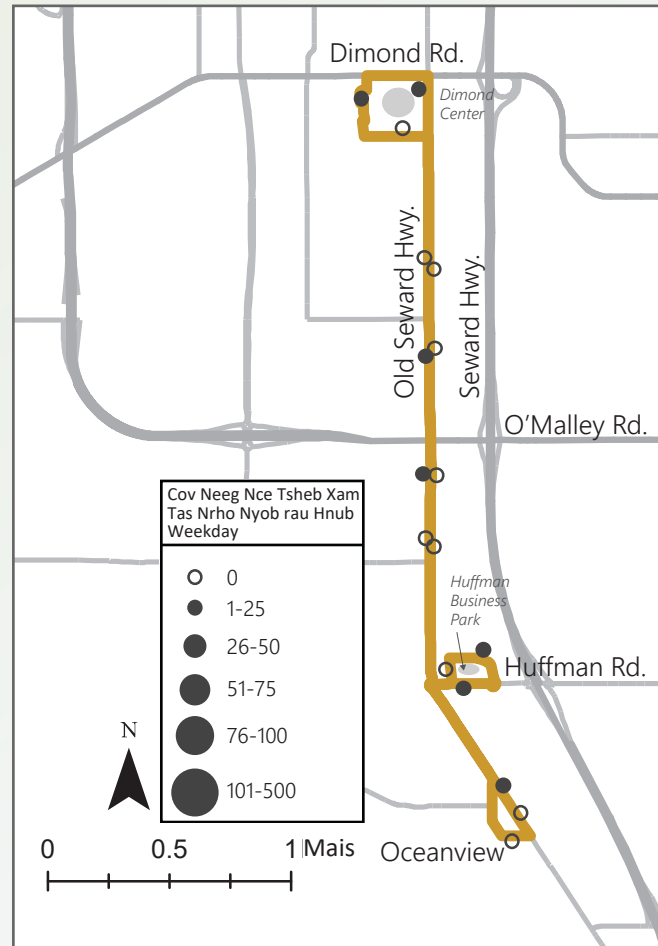 Dimond Rd.
Dimond
Center
Old Seward Hwy.
Seward Hwy.
O'Malley Rd.
Cov Neeg Nce Tsheb Xam
Tas Nrho Nyob rau Hnub
Weekday
0
1-25
26-50
51-75
76-100
101-500
Huffman
Business
Park
Huffman Rd.
N
0 0.5 1 Mais
Oceanview